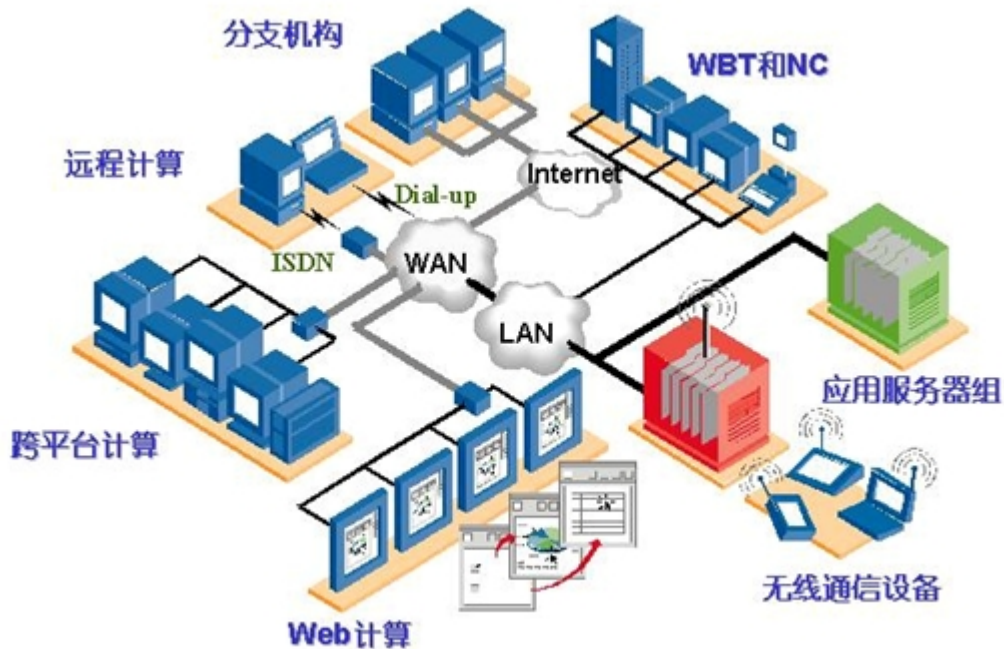 分支机构
WBT和NC
远程计算
Internet
Dial-up
ISDN
WAN
LAN
应用服务器组
跨平台计算
无线通信设备
Web计算